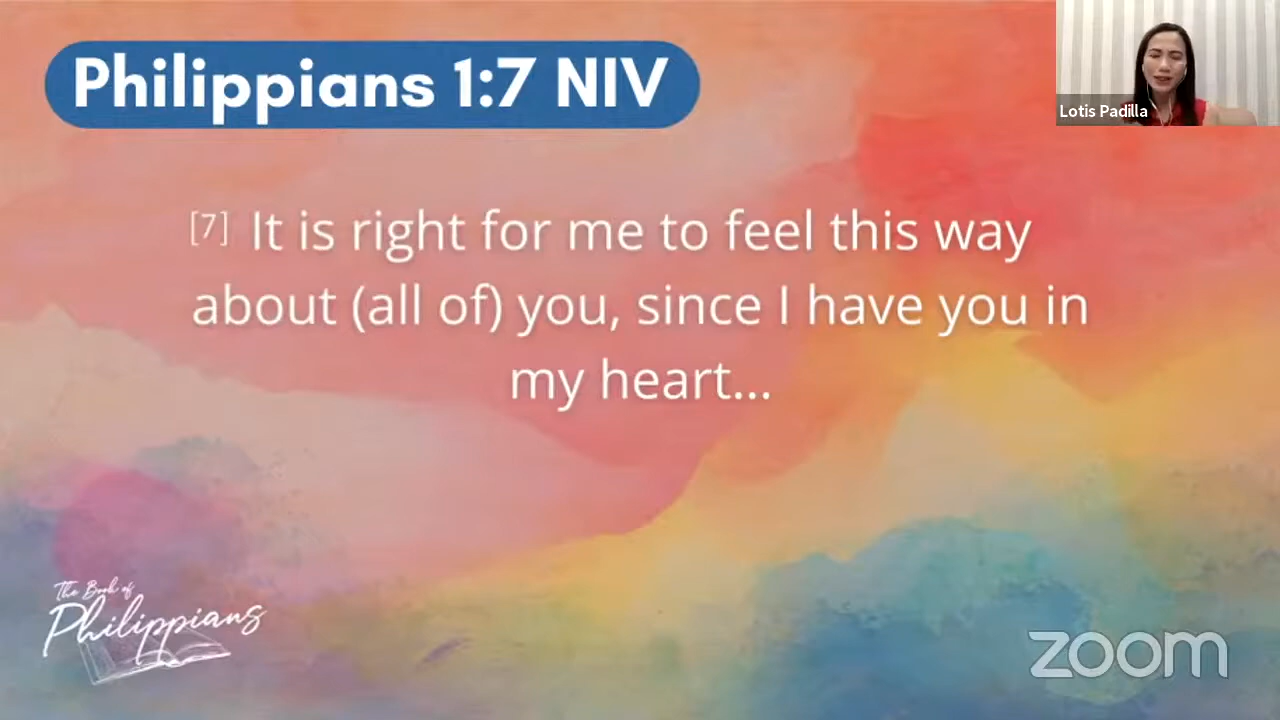 Philippians 1:7 NIV
Lotis Padilla
[7] It is right for me to feel this way
about (all of) you, since I have you in
my heart...
The Book of
Philippians
zoom